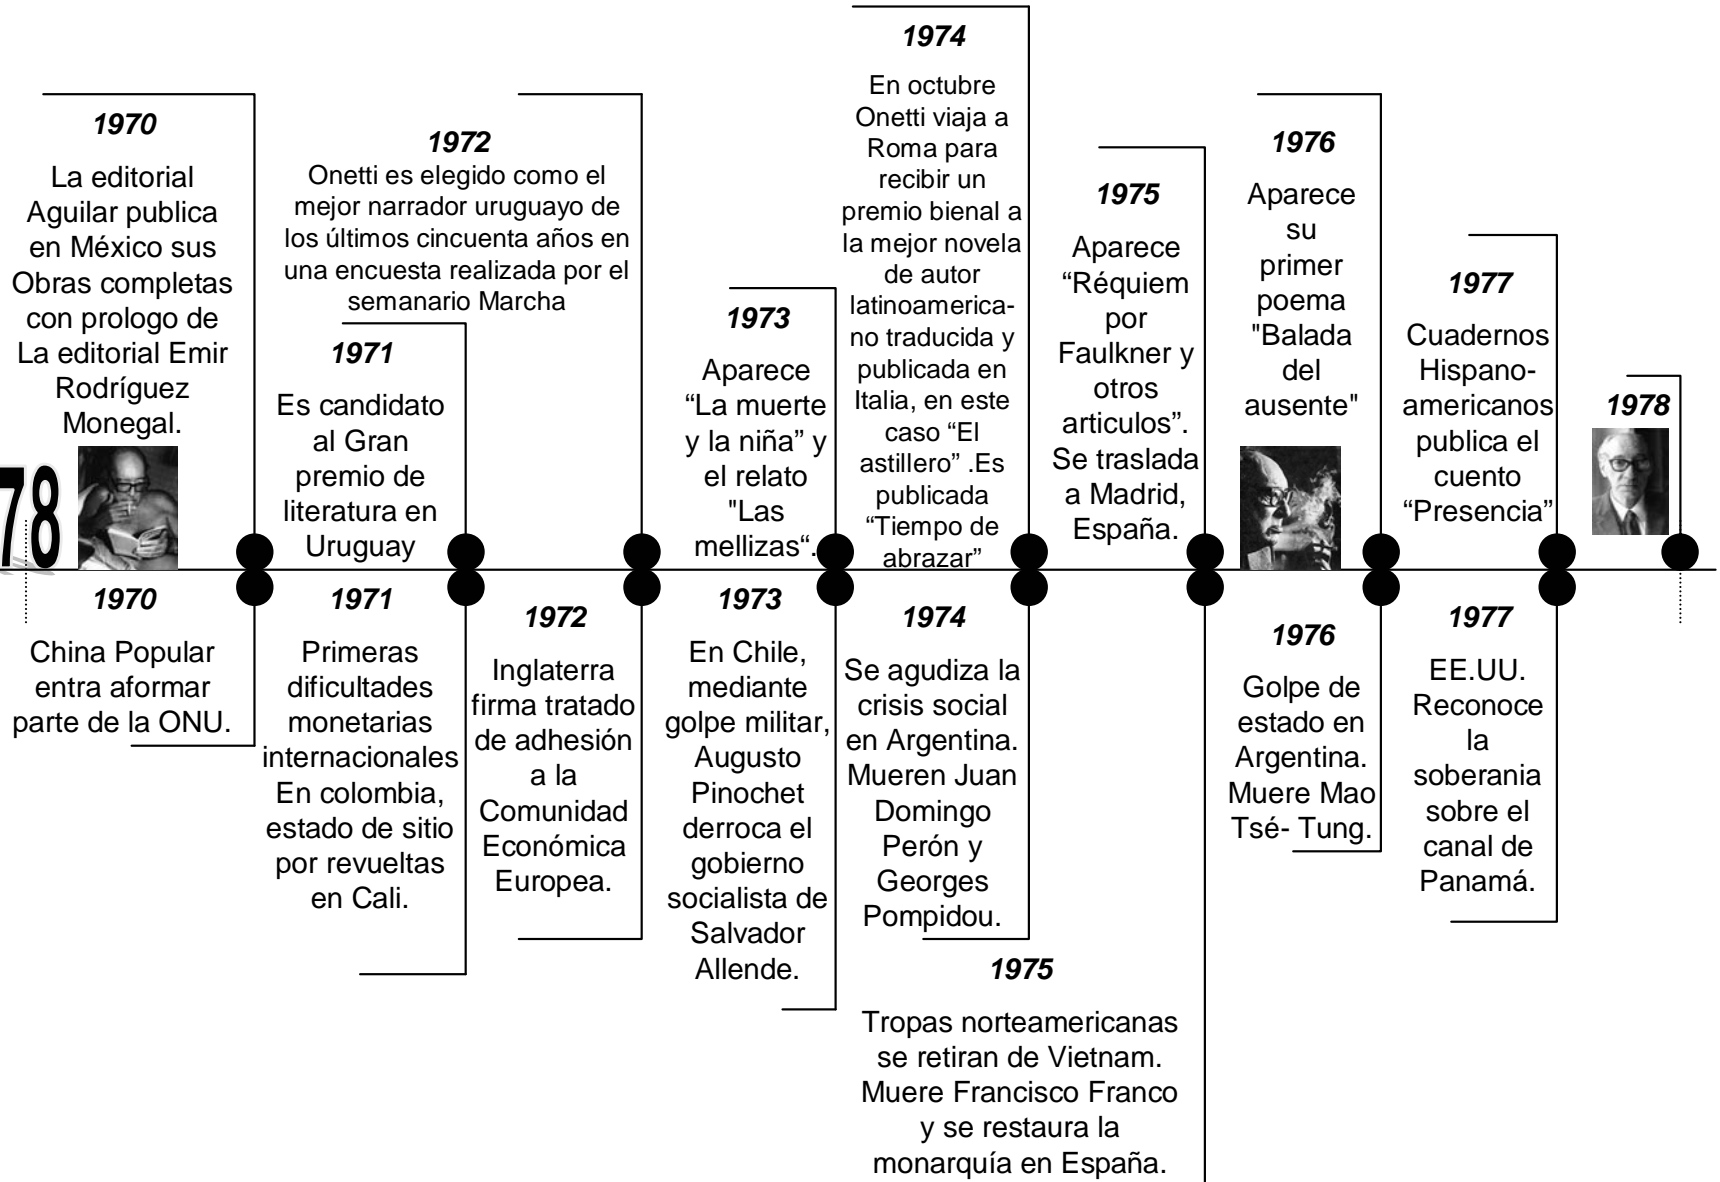 1970
La editorial
Aguilar publica
en México sus
Obras completas
con prologo de
La editorial Emir
Rodríguez
Monegal.
1971
Es candidato
al Gran
premio de
literatura en
Uruguay
1972
Onetti es elegido como el
mejor narrador uruguayo de
los últimos cincuenta años en
una encuesta realizada por el
semanario Marcha
1973
Aparece
“La muerte
y la niña” y
el relato
"Las
mellizas“.
1974
En octubre
Onetti viaja a
Roma para
recibir un
premio bienal a
la mejor novela
de autor
latinoamerica-
no traducida y
publicada en
Italia, en este
caso “El
astillero” .Es
publicada
“Tiempo de
abrazar”
1975
Aparece
“Réquiem
por
Faulkner y
otros
articulos”.
Se traslada
a Madrid,
España.
1976
Aparece
su
primer
poema
"Balada
del
ausente"
1977
Cuadernos
Hispano-
americanos
publica el
cuento
“Presencia”
1978
78
1970
China Popular
entra aformar
parte de la ONU.
1971
Primeras
dificultades
monetarias
internacionales
En colombia,
estado de sitio
por revueltas
en Cali.
1972
Inglaterra
firma tratado
de adhesión
a la
Comunidad
Económica
Europea.
1973
En Chile,
mediante
golpe militar,
Augusto
Pinochet
derroca el
gobierno
socialista de
Salvador
Allende.
1974
Se agudiza la
crisis social
en Argentina.
Mueren Juan
Domingo
Perón y
Georges
Pompidou.
1975
Tropas norteamericanas
se retiran de Vietnam.
Muere Francisco Franco
y se restaura la
monarquía en España.
1976
Golpe de
estado en
Argentina.
Muere Mao
Tsé- Tung.
1977
EE.UU.
Reconoce
la
soberania
sobre el
canal de
Panamá.